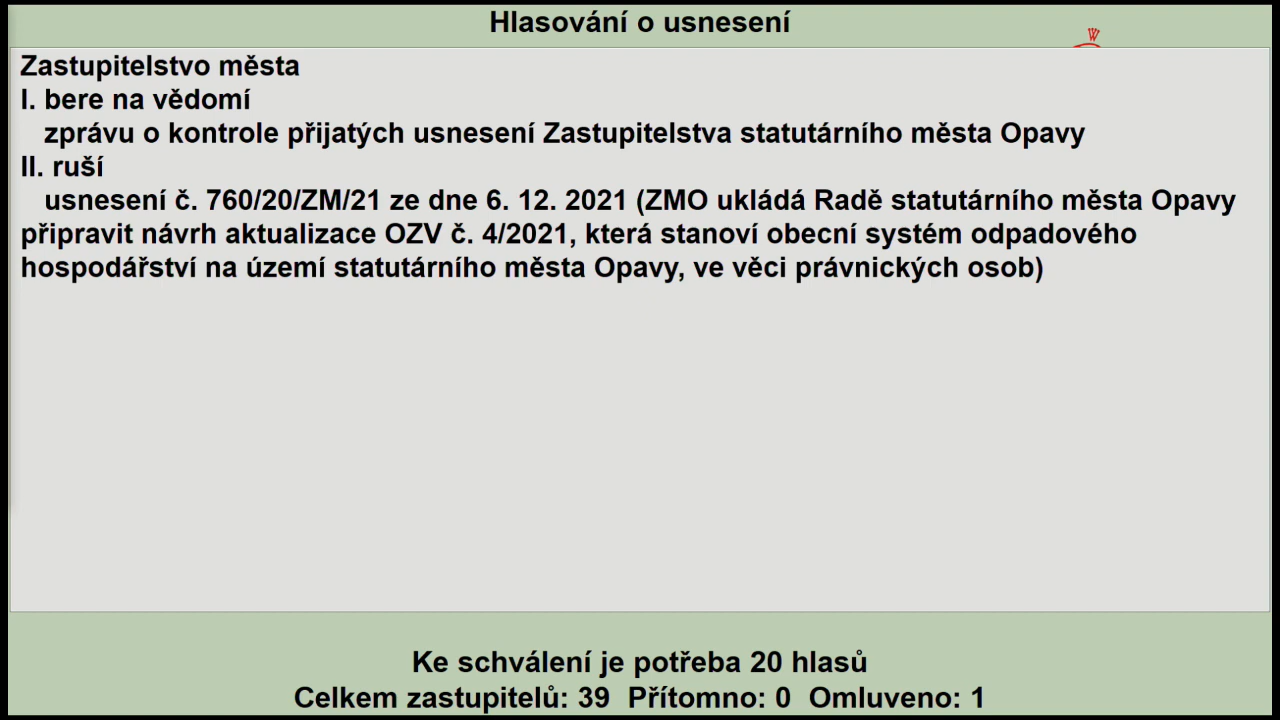 Hlasování o usnesení
Zastupitelstvo města
I. bere na vědomí
zprávu o kontrole přijatých usnesení Zastupitelstva statutárního města Opavy
II. ruší
usnesení č. 760/20/ZM/21 ze dne 6. 12. 2021 (ZMO ukládá Radě statutárního města Opavy
připravit návrh aktualizace OZV č. 4/2021, která stanoví obecní systém odpadového
hospodářství na území statutárního města Opavy, ve věci právnických osob)
Ke schválení je potřeba 20 hlasů
Celkem zastupitelů: 39 Přítomno: 0 Omluveno: 1